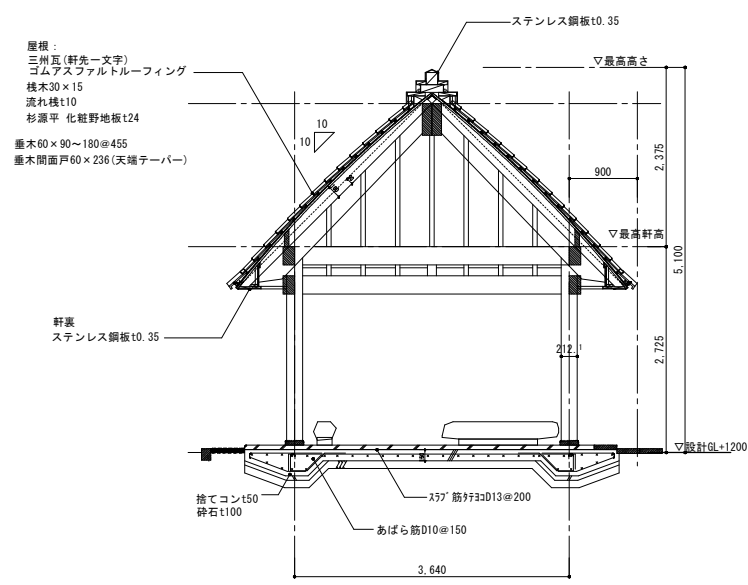 ステンレス鋼板t0.35
屋根：
三州瓦(軒先一文字)
ゴムアスファルトルーフィング
桟木30×15
流れ桟t10
杉源平 化粧野地板t24
垂木60×90～180@455
垂木間面戸60×236(天端テーパー)
▽最高高さ
10
10
900
2,375
▽最高軒高
5,100
軒裏
ステンレス鋼板t0.35
212.1
2,725
▽設計GL+1200
捨てコンt50
砕石t100
ｽﾗﾌﾞ筋ﾀﾃﾖｺD13@200
あばら筋D10@150
3,640